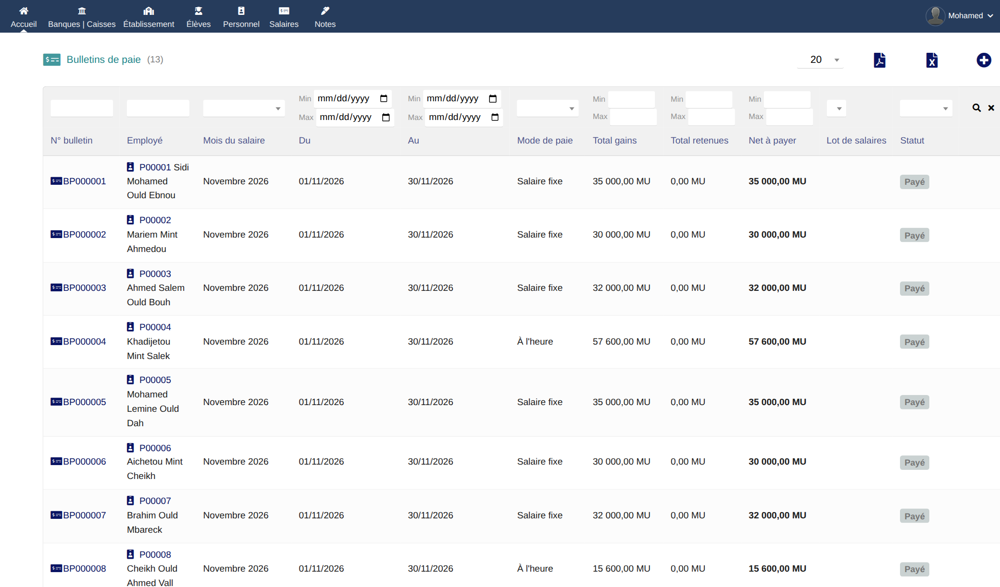 Accueil Banques | Caisses Établissement Élèves Personnel Salaires Notes Mohamed
Bulletins de paie (13) 20
Min mm/dd/yyyy Min mm/dd/yyyy Min Min Min
Max mm/dd/yyyy Max mm/dd/yyyy Max Max Max
N° bulletin Employé Mois du salaire Du Au Mode de paie Total gains Total retenues Net à payer Lot de salaires Statut
P00001 Sidi
BP000001 Mohamed Novembre 2026 01/11/2026 30/11/2026 Salaire fixe 35 000,00 MU 0,00 MU 35 000,00 MU Payé
Ould Ebnou
P00002
BP000002 Mariem Mint Novembre 2026 01/11/2026 30/11/2026 Salaire fixe 30 000,00 MU 0,00 MU 30 000,00 MU Payé
Ahmedou
P00003
BP000003 Ahmed Salem Novembre 2026 01/11/2026 30/11/2026 Salaire fixe 32 000,00 MU 0,00 MU 32 000,00 MU Payé
Ould Bouh
P00004
BP000004 Khadijetou Novembre 2026 01/11/2026 30/11/2026 À l'heure 57 600,00 MU 0,00 MU 57 600,00 MU Payé
Mint Salek
P00005
Mohamed
BP000005 Novembre 2026 01/11/2026 30/11/2026 Salaire fixe 35 000,00 MU 0,00 MU 35 000,00 MU Payé
Lemine Ould
Dah
P00006
BP000006 Aichetou Mint Novembre 2026 01/11/2026 30/11/2026 Salaire fixe 30 000,00 MU 0,00 MU 30 000,00 MU Payé
Cheikh
P00007
BP000007 Brahim Ould Novembre 2026 01/11/2026 30/11/2026 Salaire fixe 32 000,00 MU 0,00 MU 32 000,00 MU Payé
Mbareck
P00008
BP000008 Cheikh Ould Novembre 2026 01/11/2026 30/11/2026 À l'heure 15 600,00 MU 0,00 MU 15 600,00 MU Payé
Ahmed Vall